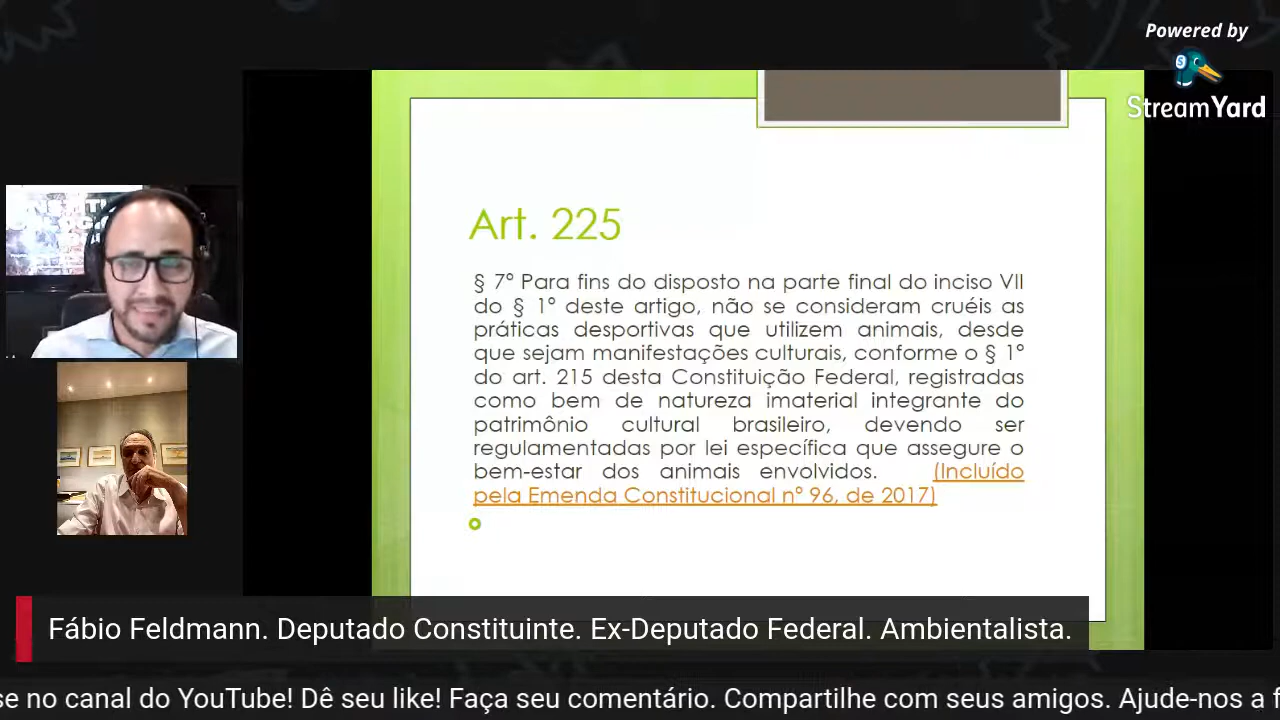 Powered by
StreamYard
Art. 225
§ 7º Para fins do disposto na parte final do inciso VII
do § 1º deste artigo, não se consideram cruéis as
práticas desportivas que utilizem animais, desde
que sejam manifestações culturais, conforme o § 1º
do art. 215 desta Constituição Federal, registradas
como bem de natureza imaterial integrante do
patrimônio cultural brasileiro, devendo ser
regulamentadas por lei específica que assegure o
bem-estar dos animais envolvidos. (Incluído
pela Emenda Constitucional nº 96, de 2017)
Fábio Feldmann. Deputado Constituinte. Ex-Deputado Federal. Ambientalista.
se no canal do YouTube! Dê seu like! Faça seu comentário. Compartilhe com seus amigos. Ajude-nos a f